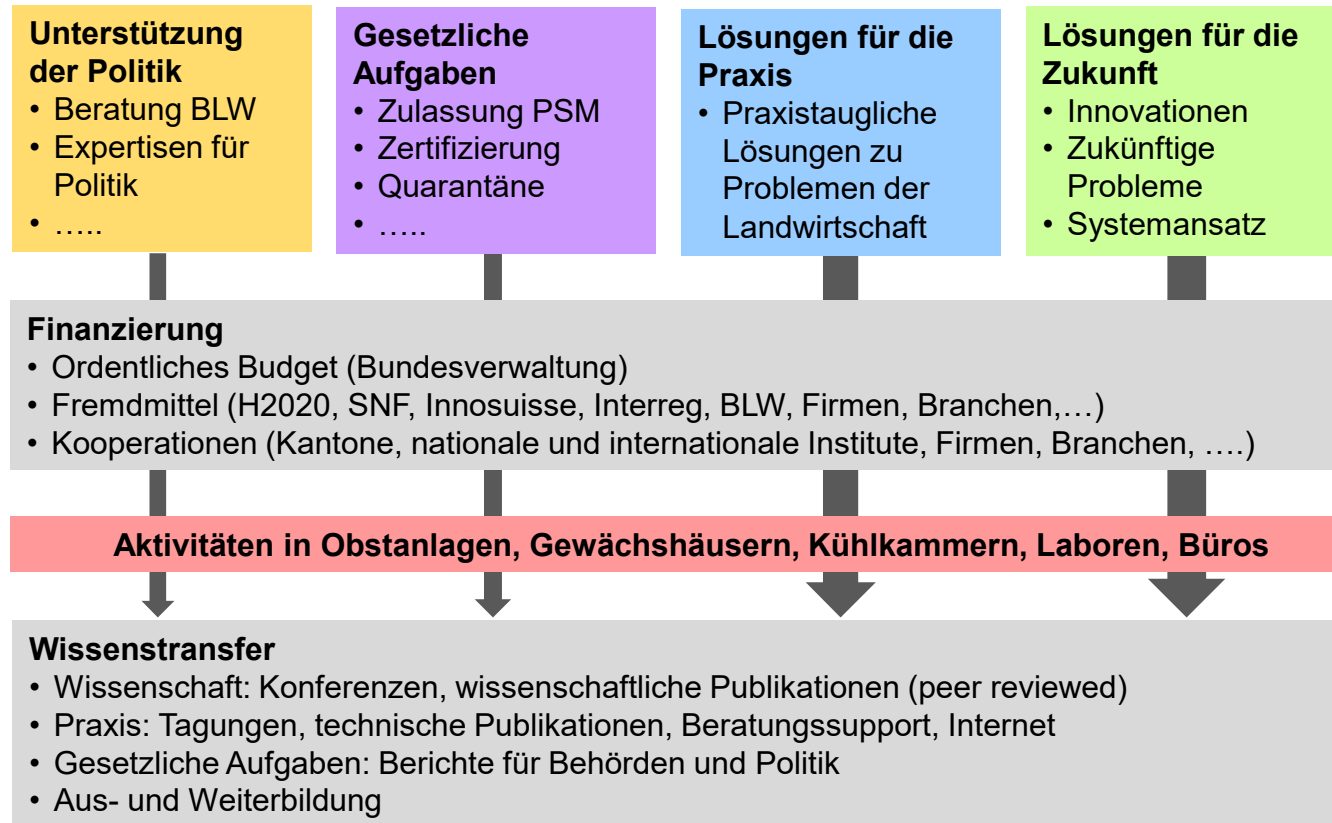 Unterstützung
der Politik
• Beratung BLW
• Expertisen für
Politik
• …..
Gesetzliche
Aufgaben
• Zulassung PSM
• Zertifizierung
• Quarantäne
• …..
Lösungen für die
Praxis
• Praxistaugliche
Lösungen zu
Problemen der
Landwirtschaft
Lösungen für die
Zukunft
• Innovationen
• Zukünftige
Probleme
• Systemansatz
Finanzierung
• Ordentliches Budget (Bundesverwaltung)
• Fremdmittel (H2020, SNF, Innosuisse, Interreg, BLW, Firmen, Branchen,…)
• Kooperationen (Kantone, nationale und internationale Institute, Firmen, Branchen, ….)
Aktivitäten in Obstanlagen, Gewächshäusern, Kühlkammern, Laboren, Büros
Wissenstransfer
• Wissenschaft: Konferenzen, wissenschaftliche Publikationen (peer reviewed)
• Praxis: Tagungen, technische Publikationen, Beratungssupport, Internet
• Gesetzliche Aufgaben: Berichte für Behörden und Politik
• Aus- und Weiterbildung